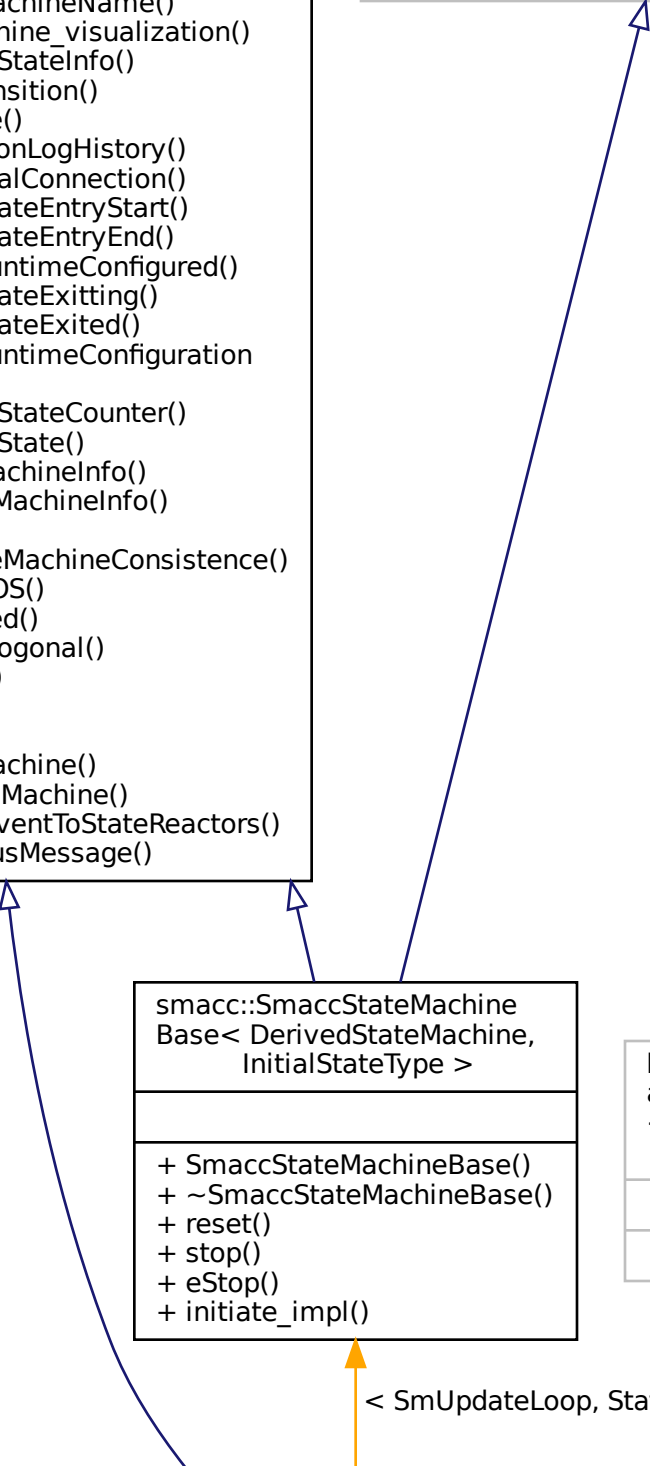 achineName()
hine_visualization()
StateInfo()
nsition()
e()
onLogHistory()
alConnection()
ateEntryStart()
ateEntryEnd()
untimeConfigured()
ateExitting()
ateExited()
untimeConfiguration
StateCounter()
State()
achineInfo()
MachineInfo()
eMachineConsistence()
OS()
ed()
ogonal()
)
achine()
Machine()
ventToStateReactors()
usMessage()
smacc::SmaccStateMachine
Base< DerivedStateMachine,
InitialStateType >
+ SmaccStateMachineBase()
+ ~SmaccStateMachineBase()
+ reset()
+ stop()
+ eStop()
+ initiate_impl()
< SmUpdateLoop, Sta